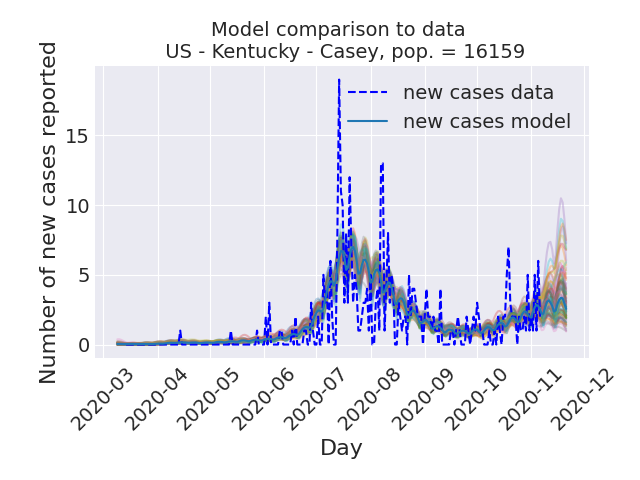 Model comparison to data
US - Kentucky - Casey, pop. = 16159
new cases data
new cases model
Number of new cases reported
15
10
5
0
2020-03
2020-04
2020-05
2020-06
2020-07
2020-08
2020-09
2020-10
2020-11
2020-12
Day